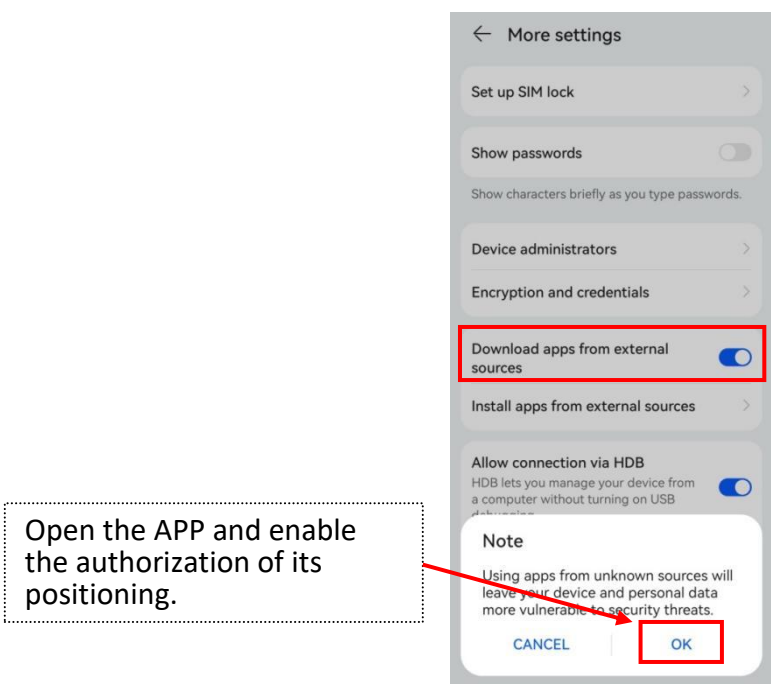 More settings
Set up SIM lock
Show passwords
Show characters briefly as you type passwords.
Device administrators
Encryption and credentials
Download apps from external
sources
Install apps from external sources
Allow connection via HDB
HDB lets you manage your device from
a computer without turning on USB
Open the APP and enable
the authorization of its
positioning.
Note
Using apps from unknown sources will
leave your device and personal data
more vulnerable to security threats.
CANCEL
OK